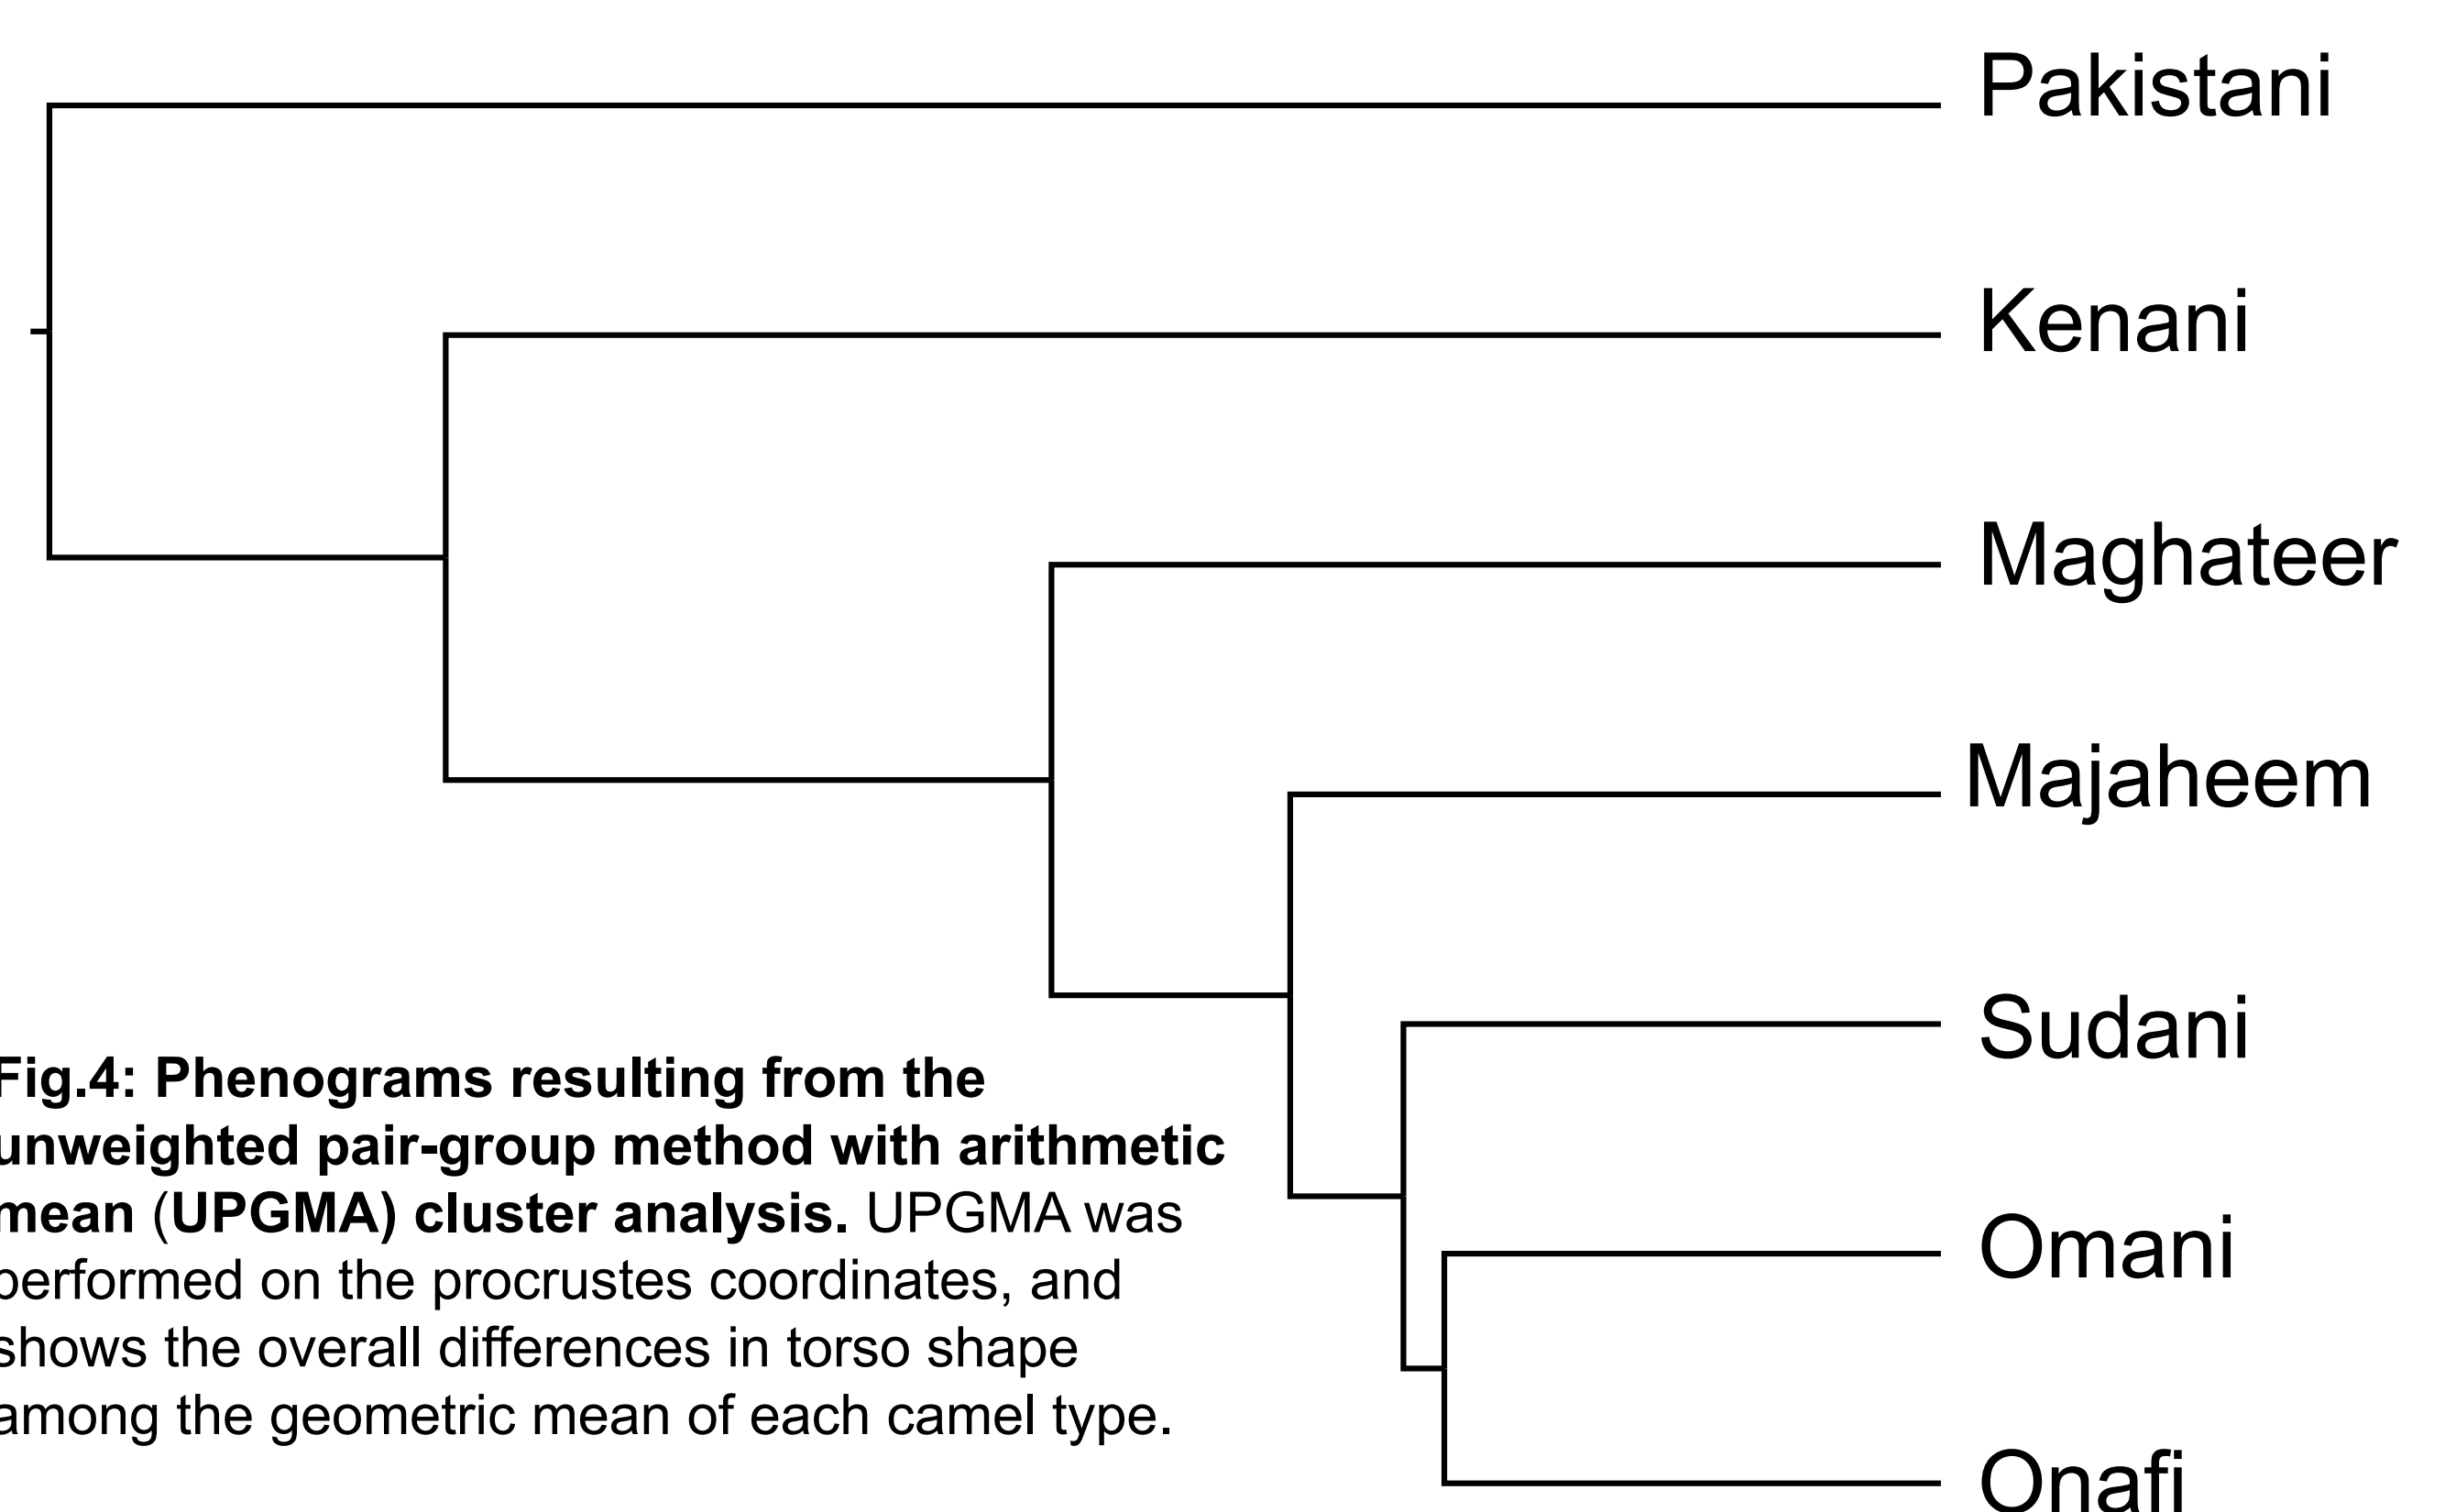 Pakistani
Kenani
Maghateer
Majaheem
Sudani
Omani
Onafi
Fig.4: Phenograms resulting from the
unweighted pair-group method with arithmetic
mean (UPGMA) cluster analysis. UPGMA was
performed on the procrustes coordinates, and
shows the overall differences in torso shape
among the geometric mean of each camel type.